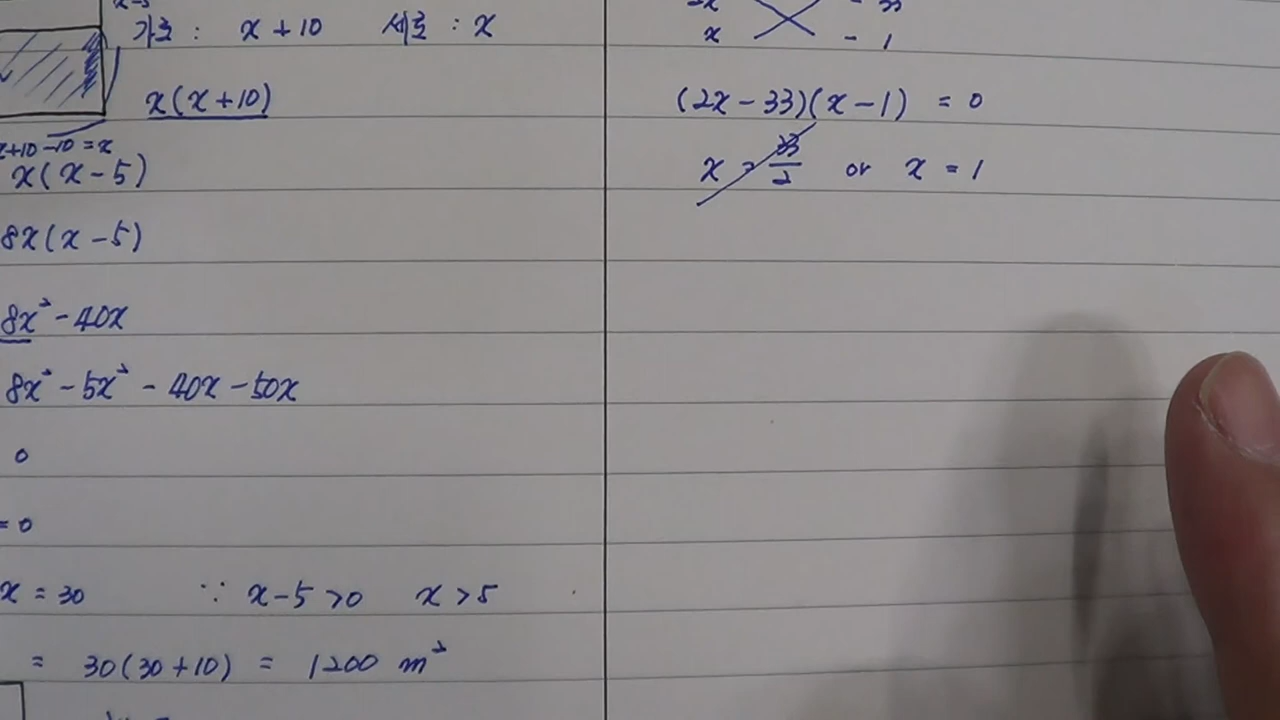 가로 : x + 10 세로 : x
x(x+10)
x+10-10=x
x(x-5)
8x(x-5)
8x² - 40x
8x² - 5x² - 40x - 50x
0
= 0
x = 30 ∵ x-5>0 x>5
= 30(30+10) = 1200 m²
x - 1
(2x - 33)(x - 1) = 0
x = 33/2 or x = 1